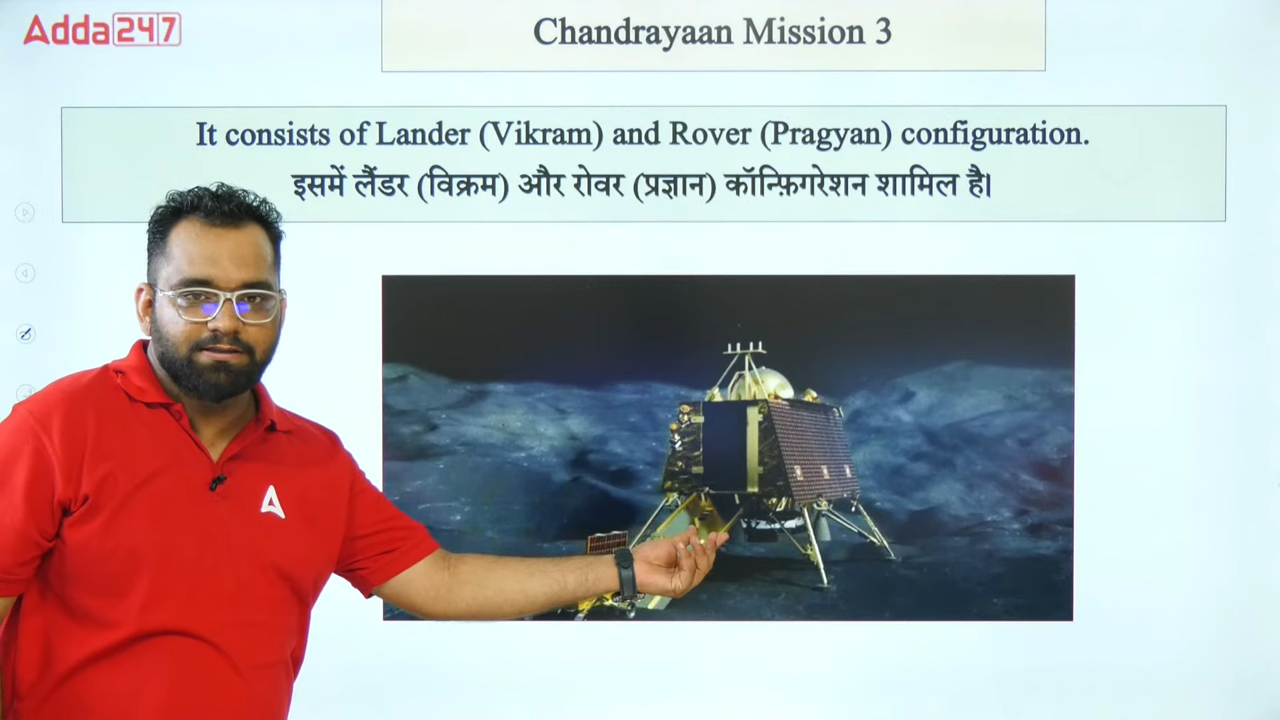 Adda247
Chandrayaan Mission 3
It consists of Lander (Vikram) and Rover (Pragyan) configuration.
इसमें लैंडर (विक्रम) और रोवर (प्रज्ञान) कॉन्फ़िगरेशन शामिल है।